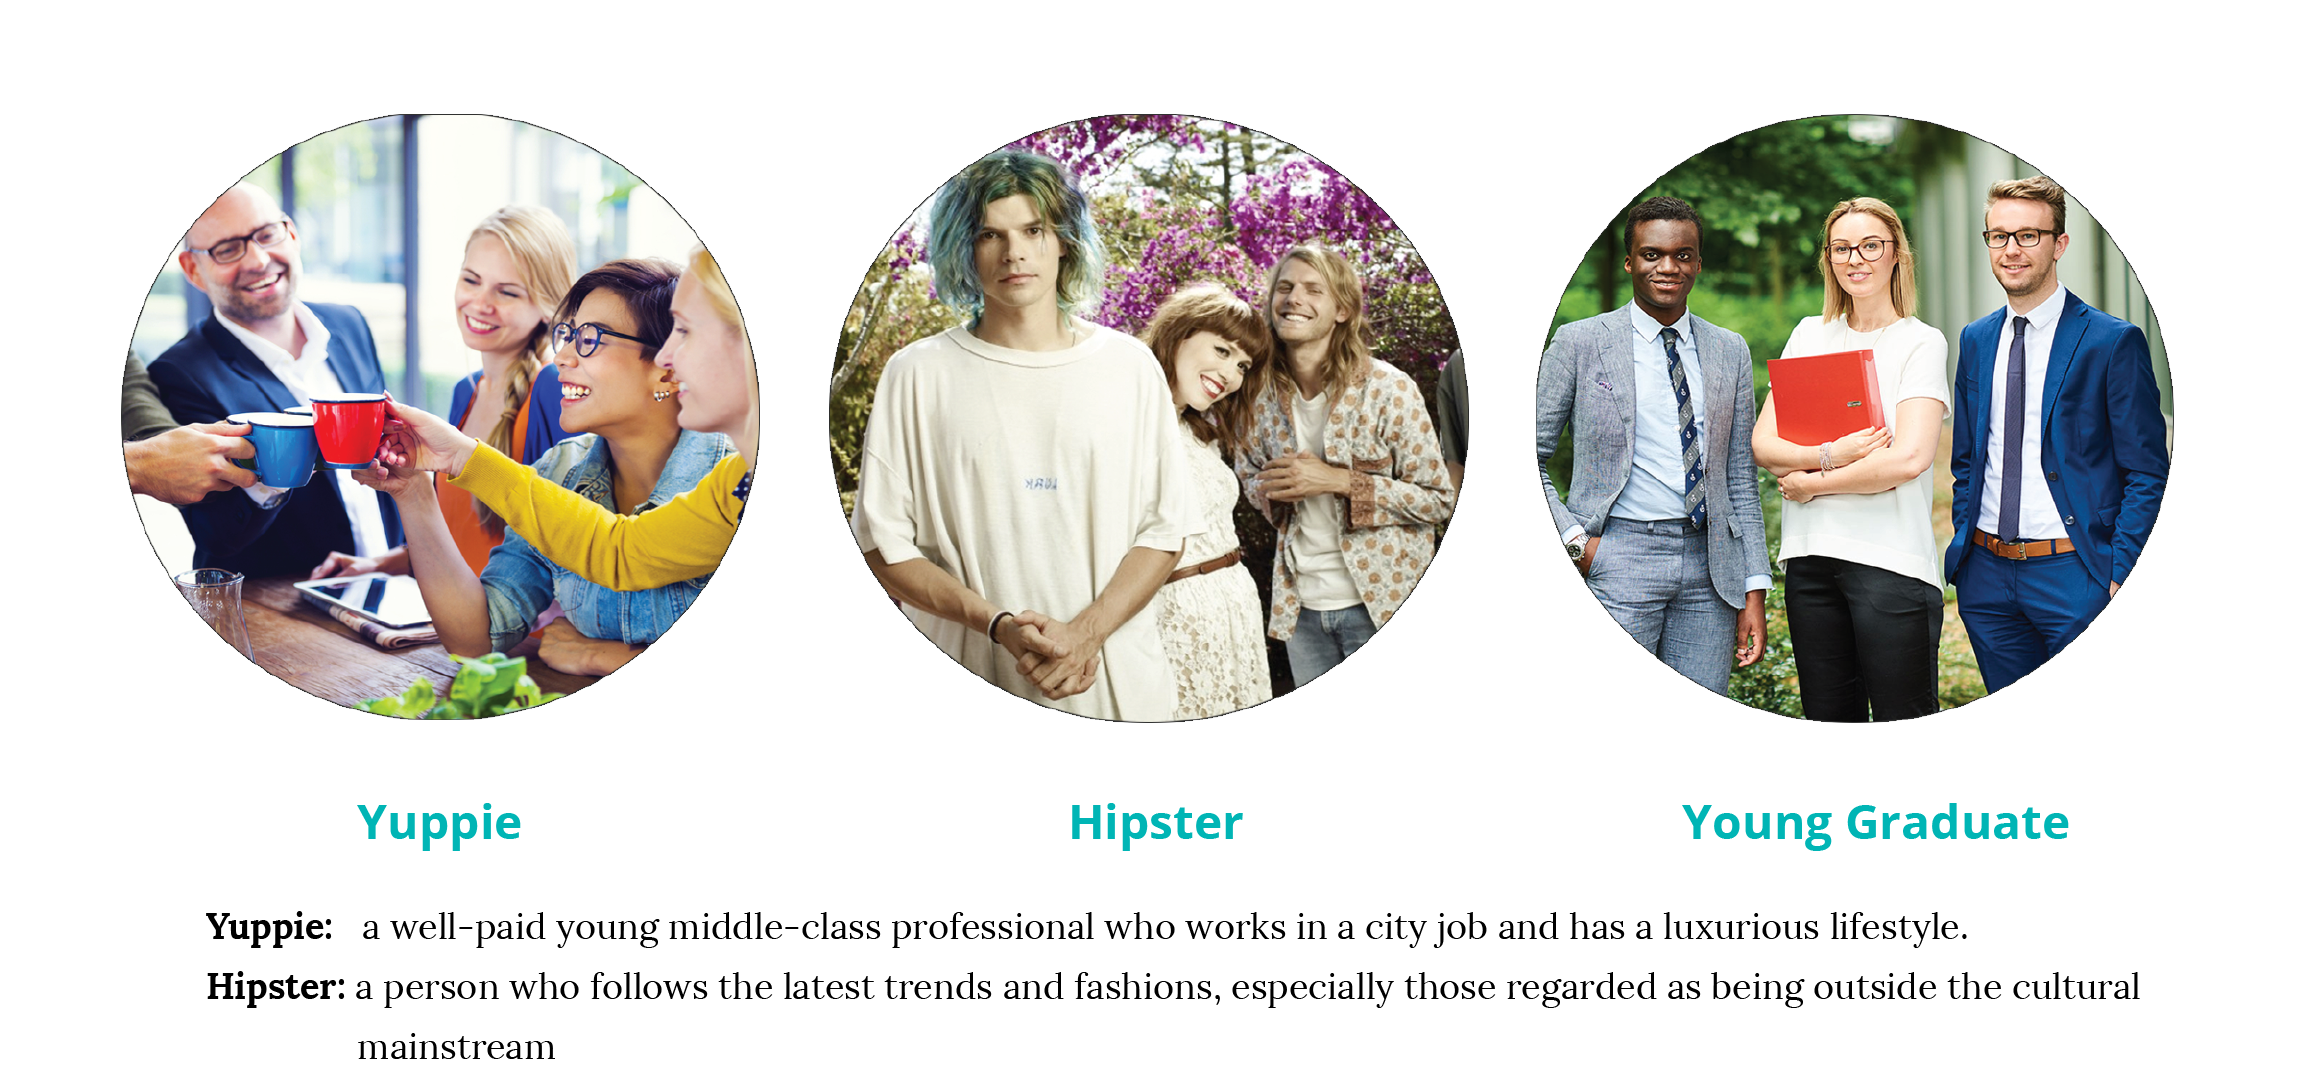 Yuppie
Hipster
Young Graduate
Yuppie: a well-paid young middle-class professional who works in a city job and has a luxurious lifestyle.
Hipster: a person who follows the latest trends and fashions, especially those regarded as being outside the cultural
mainstream